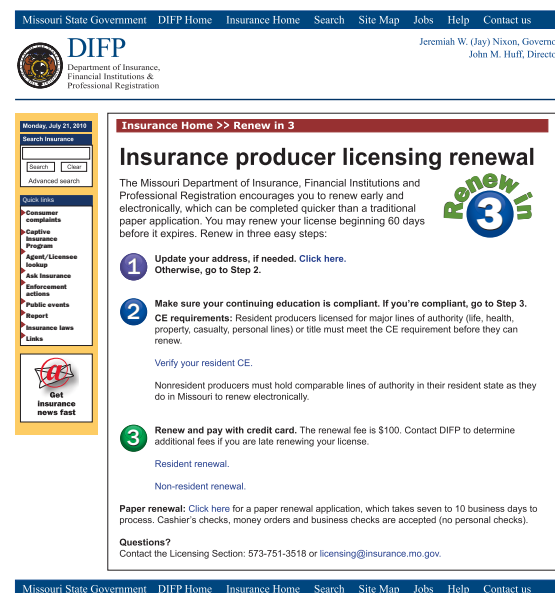 Missouri State Government DIFP Home Insurance Home Search Site Map Jobs Help Contact us
DIFP
Department of Insurance,
Financial Institutions &
Professional Registration
Jeremiah W. (Jay) Nixon, Governo
John M. Huff, Directo
Monday, July 21, 2010
Search Insurance
Search Clear
Advanced search
Quick links
Consumer
complaints
Captive
Insurance
Program
Agent/Licensee
lookup
Ask Insurance
Enforcement
actions
Public events
Report
Insurance laws
Links
Get
insurance
news fast
Insurance Home >> Renew in 3
Insurance producer licensing renewal
The Missouri Department of Insurance, Financial Institutions and
Professional Registration encourages you to renew early and
electronically, which can be completed quicker than a traditional
paper application. You may renew your license beginning 60 days
before it expires. Renew in three easy steps:
Renew in
3
1
Update your address, if needed. Click here.
Otherwise, go to Step 2.
2
Make sure your continuing education is compliant. If you're compliant, go to Step 3.
CE requirements: Resident producers licensed for major lines of authority (life, health,
property, casualty, personal lines) or title must meet the CE requirement before they can
renew.
Verify your resident CE.
Nonresident producers must hold comparable lines of authority in their resident state as they
do in Missouri to renew electronically.
3
Renew and pay with credit card. The renewal fee is $100. Contact DIFP to determine
additional fees if you are late renewing your license.
Resident renewal.
Non-resident renewal.
Paper renewal: Click here for a paper renewal application, which takes seven to 10 business days to
process. Cashier's checks, money orders and business checks are accepted (no personal checks).
Questions?
Contact the Licensing Section: 573-751-3518 or licensing@insurance.mo.gov.
Missouri State Government DIFP Home Insurance Home Search Site Map Jobs Help Contact us